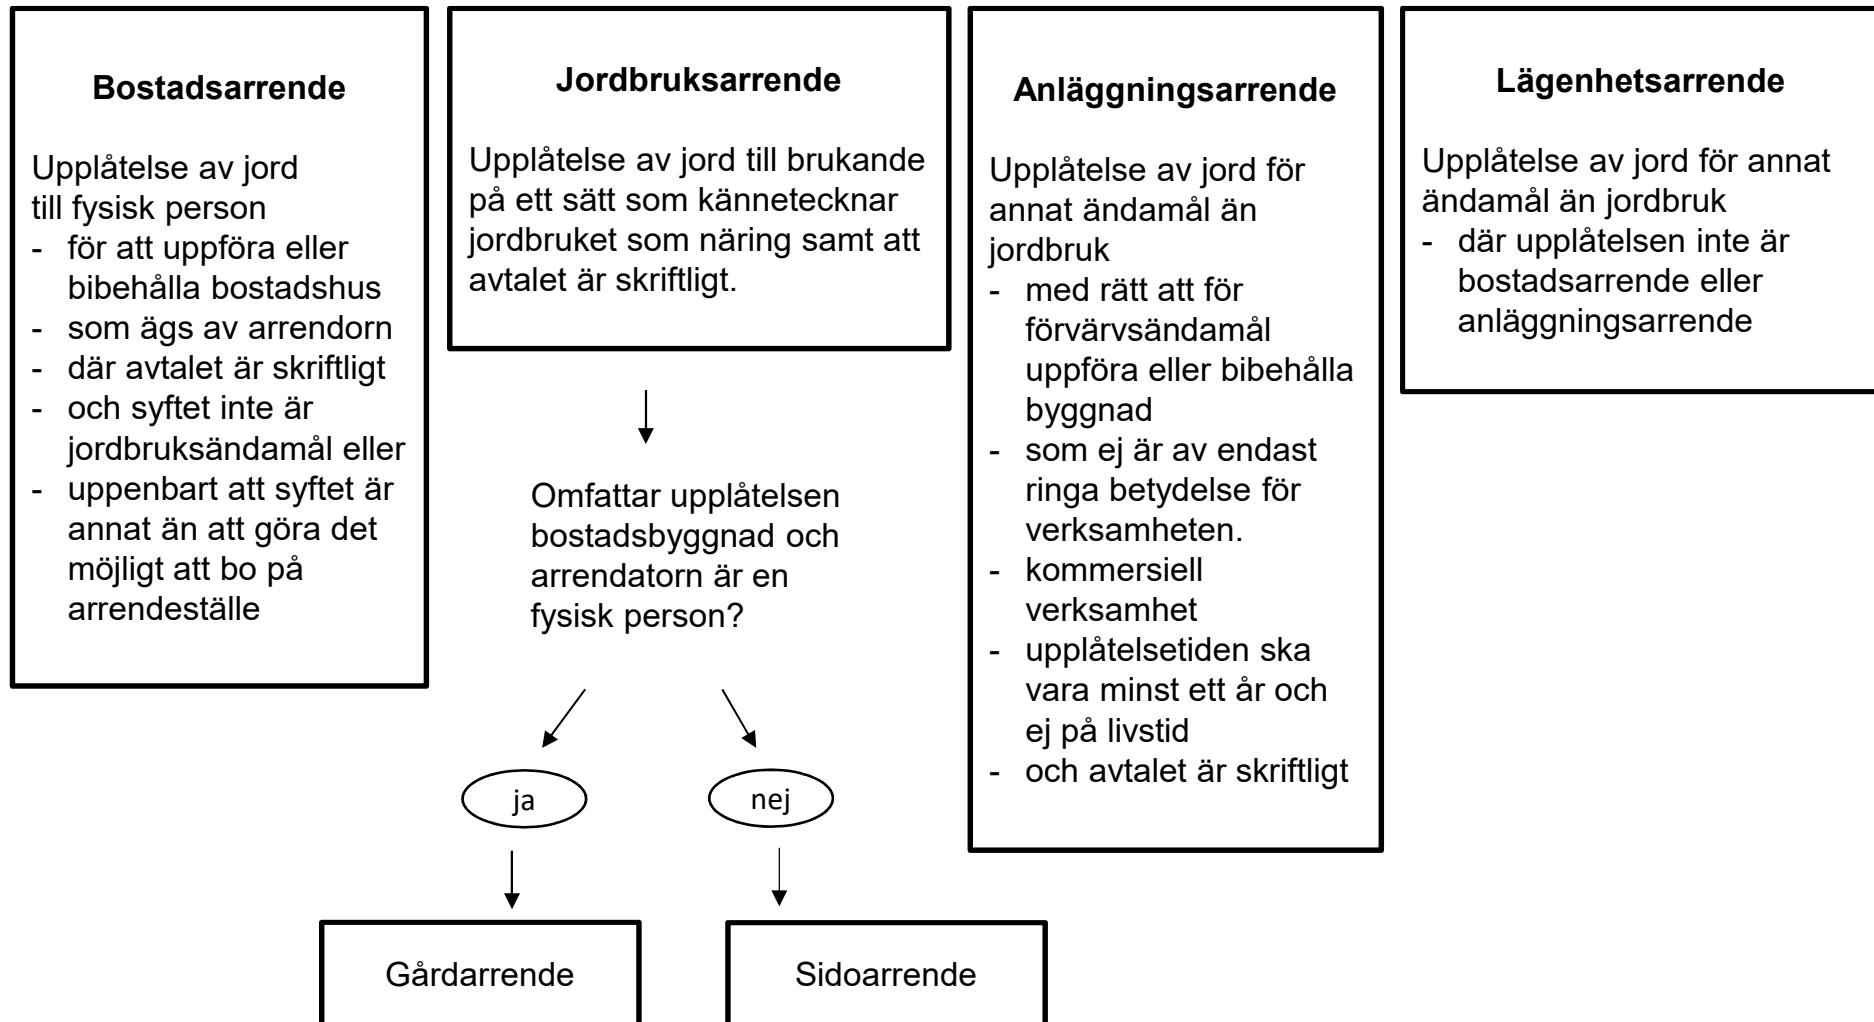 Bostadsarrende
Upplåtelse av jord
till fysisk person
- för att uppföra eller
bibehålla bostadshus
- som ägs av arrendorn
- där avtalet är skriftligt
- och syftet inte är
jordbruksändamål eller
- uppenbart att syftet är
annat än att göra det
möjligt att bo på
arrendeställe
Jordbruksarrende
Upplåtelse av jord till brukande
på ett sätt som kännetecknar
jordbruket som näring samt att
avtalet är skriftligt.
Omfattar upplåtelsen
bostadsbyggnad och
arrendatorn är en
fysisk person?
ja
nej
Gårdarrende
Sidoarrende
Anläggningsarrende
Upplåtelse av jord för
annat ändamål än
jordbruk
- med rätt att för
förvärvsändamål
uppföra eller bibehålla
byggnad
- som ej är av endast
ringa betydelse för
verksamheten.
- kommersiell
verksamhet
- upplåtelsetiden ska
vara minst ett år och
ej på livstid
- och avtalet är skriftligt
Lägenhetsarrende
Upplåtelse av jord för annat
ändamål än jordbruk
- där upplåtelsen inte är
bostadsarrende eller
anläggningsarrende